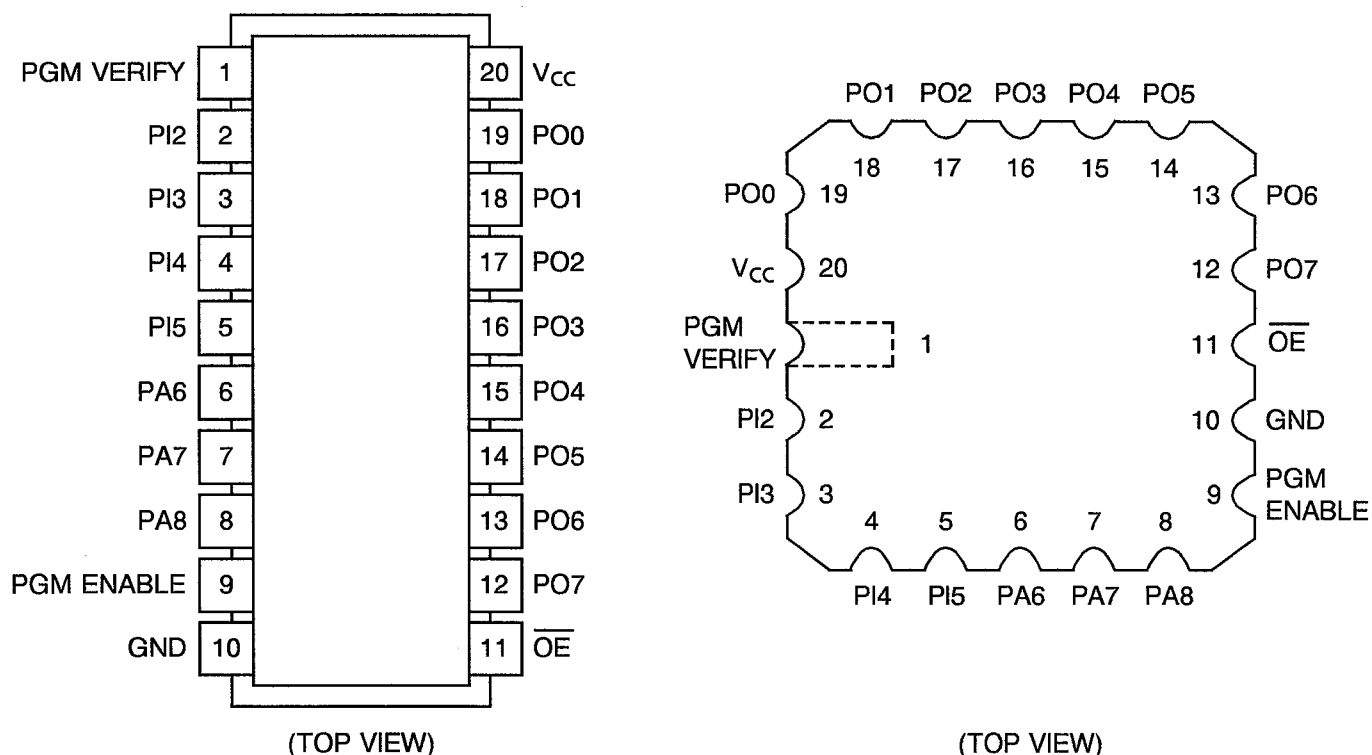 PGM VERIFY 1 20 VCC
PI2 2 19 PO0
PI3 3 18 PO1
PI4 4 17 PO2
PI5 5 16 PO3
PA6 6 15 PO4
PA7 7 14 PO5
PA8 8 13 PO6
PGM ENABLE 9 12 PO7
GND 10 11 O̅E̅
(TOP VIEW)
PO1 PO2 PO3 PO4 PO5
18 17 16 15 14
PO0 19 13 PO6
VCC 20 12 PO7
PGM
VERIFY 1 11 O̅E̅
PI2 2 10 GND
PI3 3 9 PGM
ENABLE
4 5 6 7 8
PI4 PI5 PA6 PA7 PA8
(TOP VIEW)